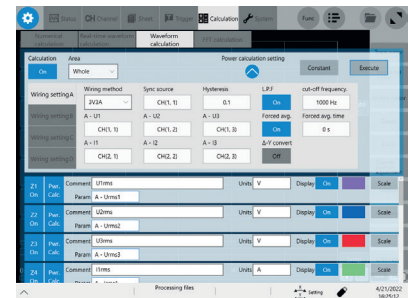 Status CH Channel Sheet Trigger Calculation System Func
Numerical calculation Real-time waveform calculation Waveform calculation FFT calculation
Calculation Area Power calculation setting
On Whole Constant Execute
Wiring method Sync source Hysteresis L.P.F cut-off frequency.
Wiring settingA 3V3A CH(1, 1) 0.1 On 1000 Hz
A - U1 A - U2 A - U3 Forced avg. Forced avg. time
Wiring settingB CH(1, 1) CH(1, 2) CH(1, 3) On 0 s
Wiring settingC A - I1 A - I2 A - I3 Δ-Y convert
Wiring settingD CH(2, 1) CH(2, 2) CH(2, 3) Off
Z1 Pwr. Comment U1rms Units V Display On Scale
On Calc Param A - Urms1
Z2 Pwr. Comment U2rms Units V Display On Scale
On Calc Param A - Urms2
Z3 Pwr. Comment U3rms Units V Display On Scale
On Calc Param A - Urms3
Z4 Pwr. Comment I1rms Units A Display On Scale
Processing files Setting 4/21/2022